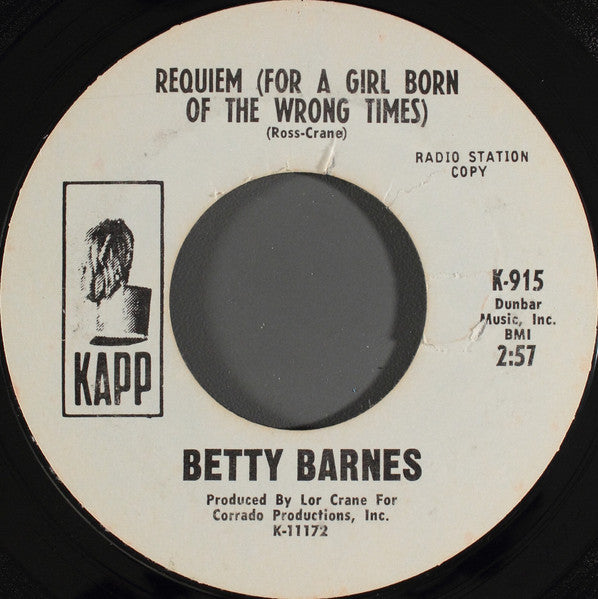 REQUIEM (FOR A GIRL BORN
OF THE WRONG TIMES)
(Ross-Crane)
RADIO STATION
COPY
KAPP
K-915
Dunbar
Music, Inc.
BMI
2:57
BETTY BARNES
Produced By Lor Crane For
Corrado Productions, Inc.
K-11172